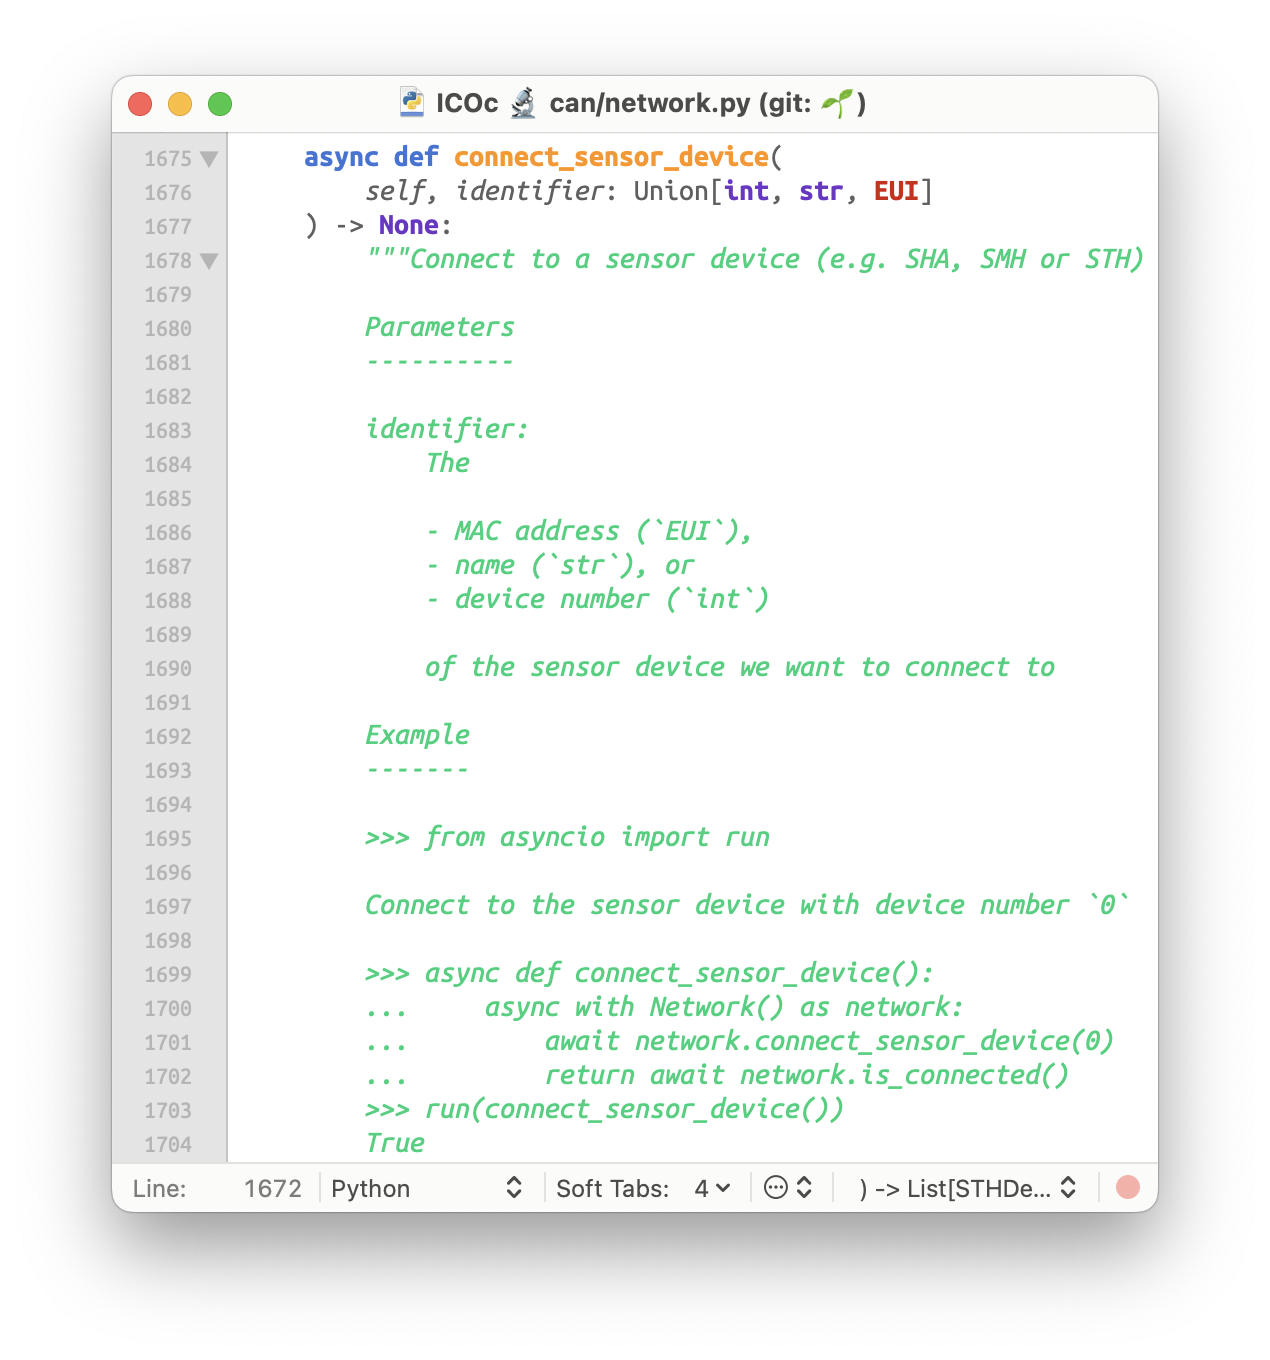 ICOc 🔬 can/network.py (git: 🌱)
1675 async def connect_sensor_device(
1676 self, identifier: Union[int, str, EUI]
1677 ) -> None:
1678 """Connect to a sensor device (e.g. SHA, SMH or STH)
1679
1680 Parameters
1681 ----------
1682
1683 identifier:
1684 The
1685
1686 - MAC address (`EUI`),
1687 - name (`str`), or
1688 - device number (`int`)
1689
1690 of the sensor device we want to connect to
1691
1692 Example
1693 -------
1694
1695 >>> from asyncio import run
1696
1697 Connect to the sensor device with device number `0`
1698
1699 >>> async def connect_sensor_device():
1700 ...     async with Network() as network:
1701 ...         await network.connect_sensor_device(0)
1702 ...         return await network.is_connected()
1703 >>> run(connect_sensor_device())
1704 True
Line: 1672 Python Soft Tabs: 4 ) -> List[STHDe...